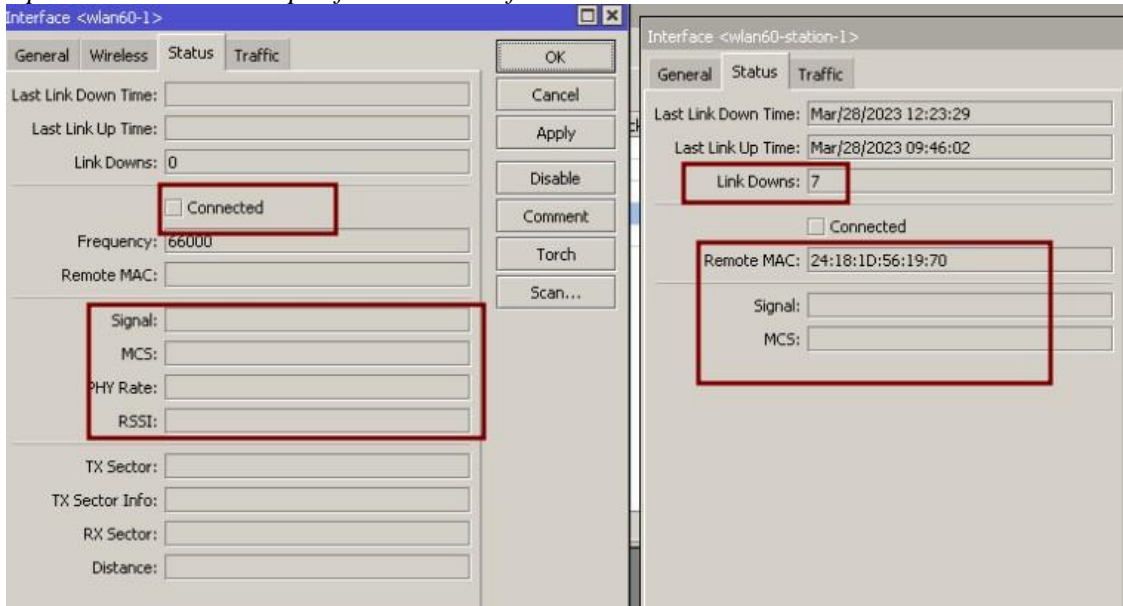 Interface <wlan60-1>
General Wireless Status Traffic
Last Link Down Time:
Last Link Up Time:
Link Downs: 0
Connected
Frequency: 66000
Remote MAC:
Signal:
MCS:
PHY Rate:
RSSI:
TX Sector:
TX Sector Info:
RX Sector:
Distance:
OK
Cancel
Apply
Disable
Comment
Torch
Scan...
Interface <wlan60-station-1>
General Status Traffic
Last Link Down Time: Mar/28/2023 12:23:29
Last Link Up Time: Mar/28/2023 09:46:02
Link Downs: 7
Connected
Remote MAC: 24:18:1D:56:19:70
Signal:
MCS: